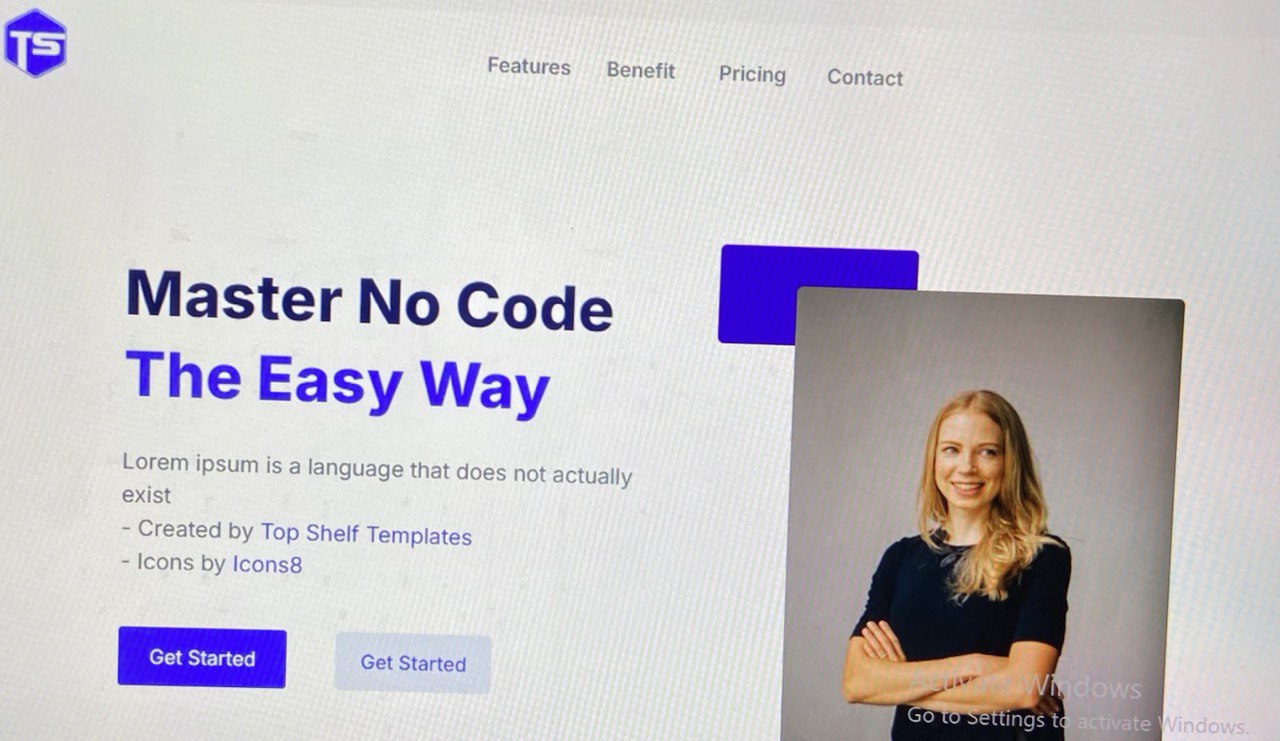 TS
Features Benefit Pricing Contact
Master No Code
The Easy Way
Lorem ipsum is a language that does not actually
exist
- Created by Top Shelf Templates
- Icons by Icons8
Get Started Get Started
Activate Windows
Go to Settings to activate Windows.